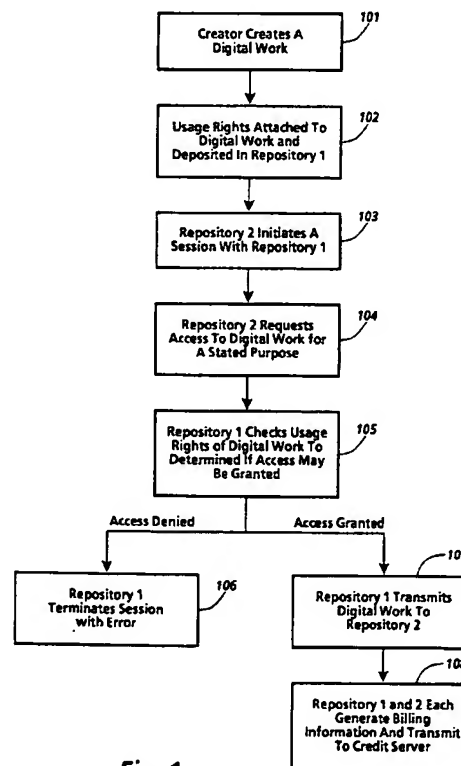 101
Creator Creates A
Digital Work
102
Usage Rights Attached To
Digital Work and
Deposited In Repository 1
103
Repository 2 Initiates A
Session With Repository 1
104
Repository 2 Requests
Access To Digital Work for
A Stated Purpose
105
Repository 1 Checks Usage
Rights of Digital Work To
Determined If Access May
Be Granted
Access Denied
Access Granted
106
Repository 1
Terminates Session
with Error
Repository 1 Transmits
Digital Work To
Repository 2
Repository 1 and 2 Each
Generate Billing
Information And Transmit
To Credit Server